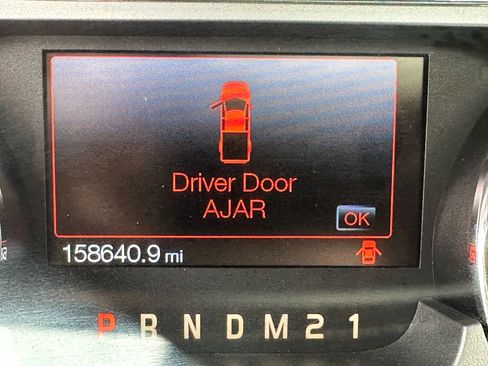 Driver Door
AJAR
OK
158640.9 mi
P R N D M 2 1